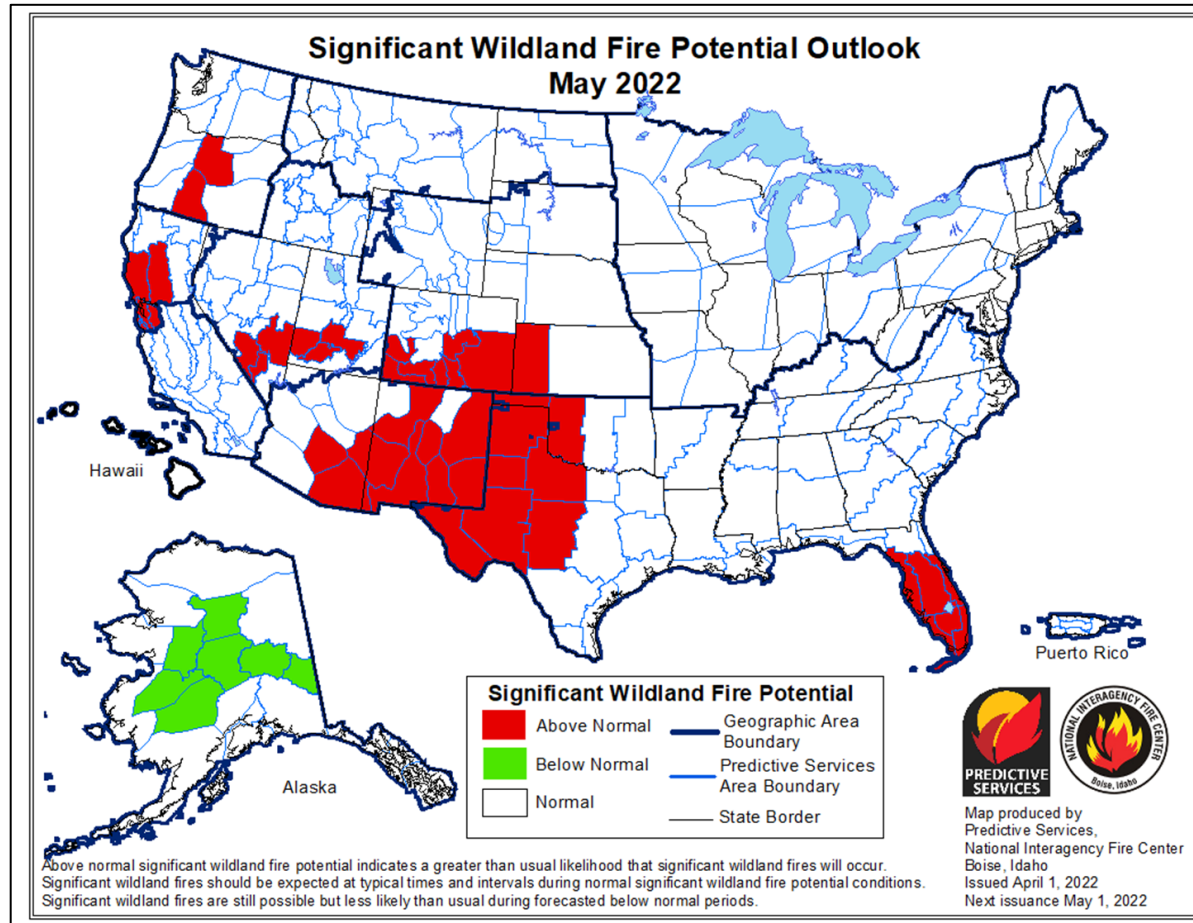 Significant Wildland Fire Potential Outlook
May 2022
Hawaii
Alaska
Puerto Rico
Significant Wildland Fire Potential
Above Normal
Below Normal
Normal
Geographic Area
Boundary
Predictive Services
Area Boundary
State Border
PREDICTIVE
SERVICES
NATIONAL INTERAGENCY FIRE CENTER
Boise, Idaho
Map produced by
Predictive Services,
National Interagency Fire Center
Boise, Idaho
Issued April 1, 2022
Next issuance May 1, 2022
Above normal significant wildland fire potential indicates a greater than usual likelihood that significant wildland fires will occur.
Significant wildland fires should be expected at typical times and intervals during normal significant wildland fire potential conditions.
Significant wildland fires are still possible but less likely than usual during forecasted below normal periods.